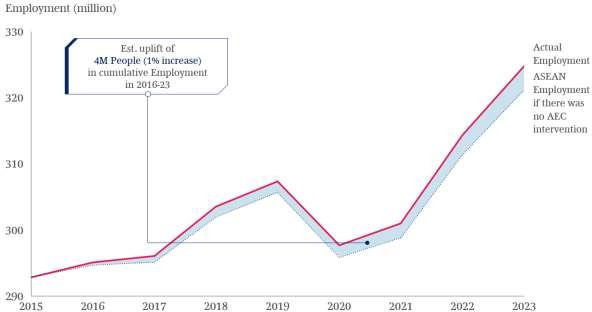 Employment (million)
330
320
310
300
290
Est. uplift of
4M People (1% increase)
in cumulative Employment
in 2016-23
Actual
Employment
ASEAN
Employment
if there was
no AEC
intervention
2015 2016 2017 2018 2019 2020 2021 2022 2023